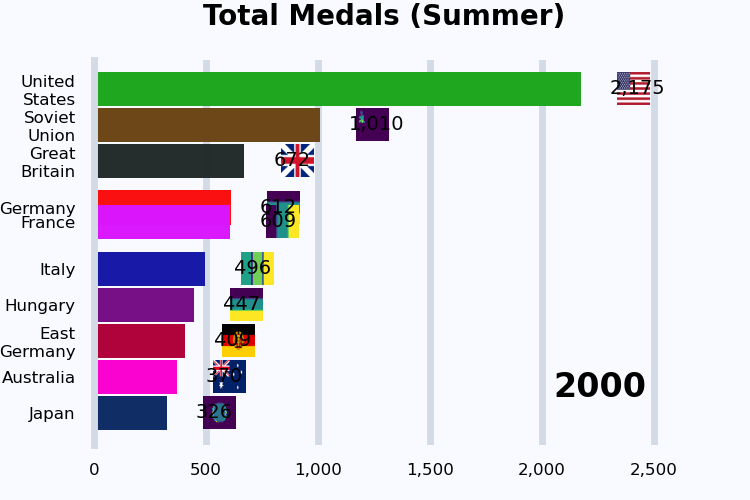 Total Medals (Summer)
United
States
2,175
Soviet
Union
1,010
Great
Britain
672
Germany
612
France
609
Italy
496
Hungary
447
East
Germany
409
Australia
370
Japan
326
2000
0
500
1,000
1,500
2,000
2,500